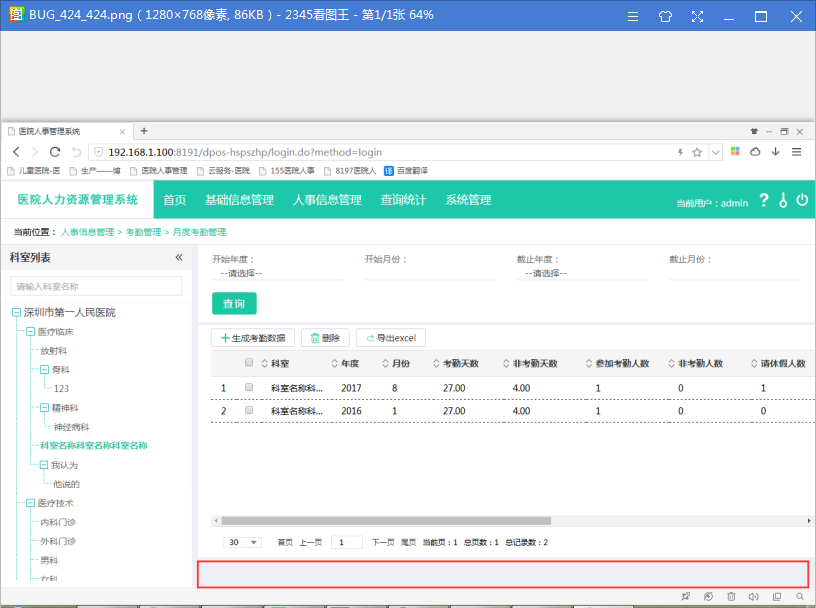 BUG_424_424.png ( 1280×768像素, 86KB ) - 2345看图王 - 第1/1张 64%
医院人事管理系统
192.168.1.100:8191/dpos-hspszhp/login.do?method=login
儿童医院-医 生产——博 医院人事管理 云服务-医院 155医院人事 8197医院人 译 百度翻译
医院人力资源管理系统 首页 基础信息管理 人事信息管理 查询统计 系统管理 当前用户：admin
当前位置： 人事信息管理 > 考勤管理 > 月度考勤管理
科室列表
请输入科室名称
深圳市第一人民医院
医疗临床
放射科
骨科
123
精神科
神经病科
科室名称科室名称科室名称
我认为
他说的
医疗技术
内科门诊
外科门诊
男科
女科
开始年度： 开始月份： 截止年度： 截止月份：
--请选择-- --请选择--
查询
生成考勤数据 删除 导出excel
科室 年度 月份 考勤天数 非考勤天数 参加考勤人数 非考勤人数 请休假人数
1 科室名称科... 2017 8 27.00 4.00 1 0 1
2 科室名称科... 2016 1 27.00 4.00 1 0 0
30 首页 上一页 1 下一页 尾页 当前页：1 总页数：1 总记录数：2